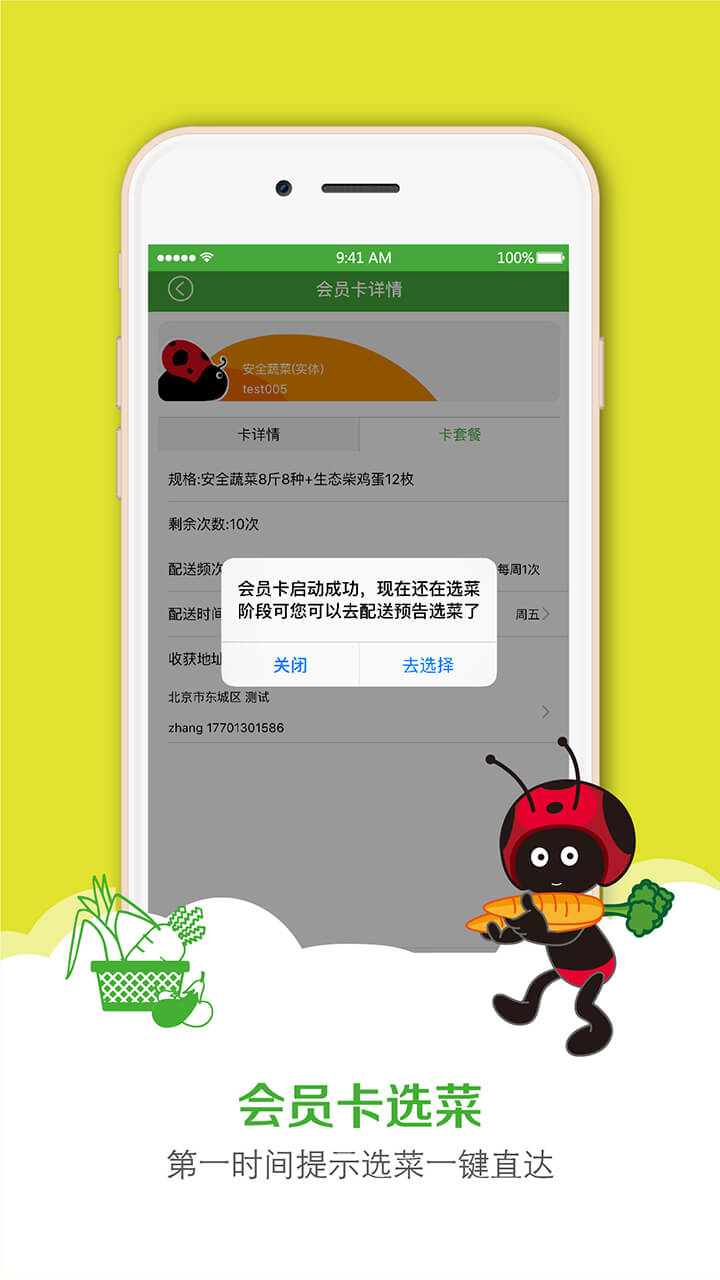 9:41 AM
100%
会员卡详情
安全蔬菜(实体)
test005
卡详情
卡套餐
规格:安全蔬菜8斤8种+生态柴鸡蛋12枚
剩余次数:10次
配送频次
每周1次
会员卡启动成功，现在还在选菜
阶段可您可以去配送预告选菜了
配送时间
周五
关闭
去选择
收获地址
北京市东城区 测试
zhang 17701301586
会员卡选菜
第一时间提示选菜一键直达